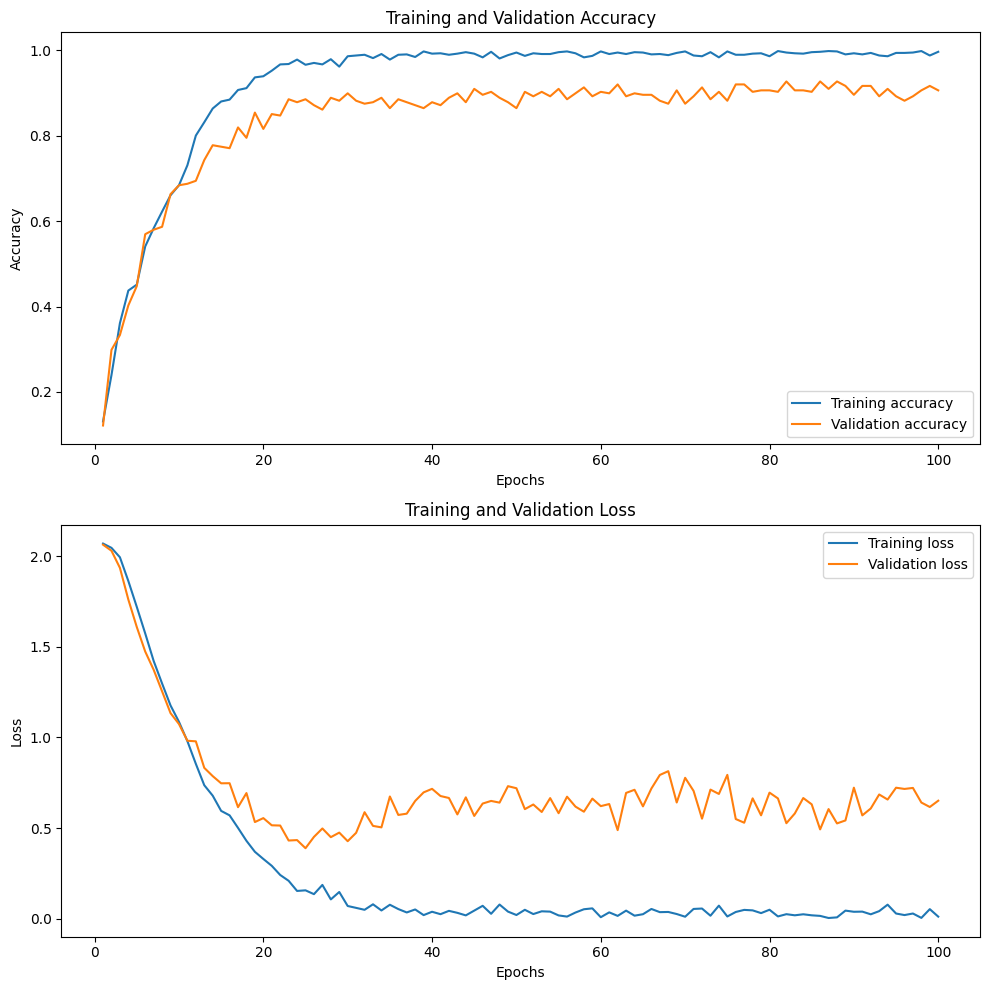 Training and Validation Accuracy
1.0
0.8
0.6
0.4
0.2
Accuracy
Training accuracy
Validation accuracy
0 20 40 60 80 100
Epochs
Training and Validation Loss
2.0
1.5
1.0
0.5
0.0
Loss
Training loss
Validation loss
0 20 40 60 80 100
Epochs